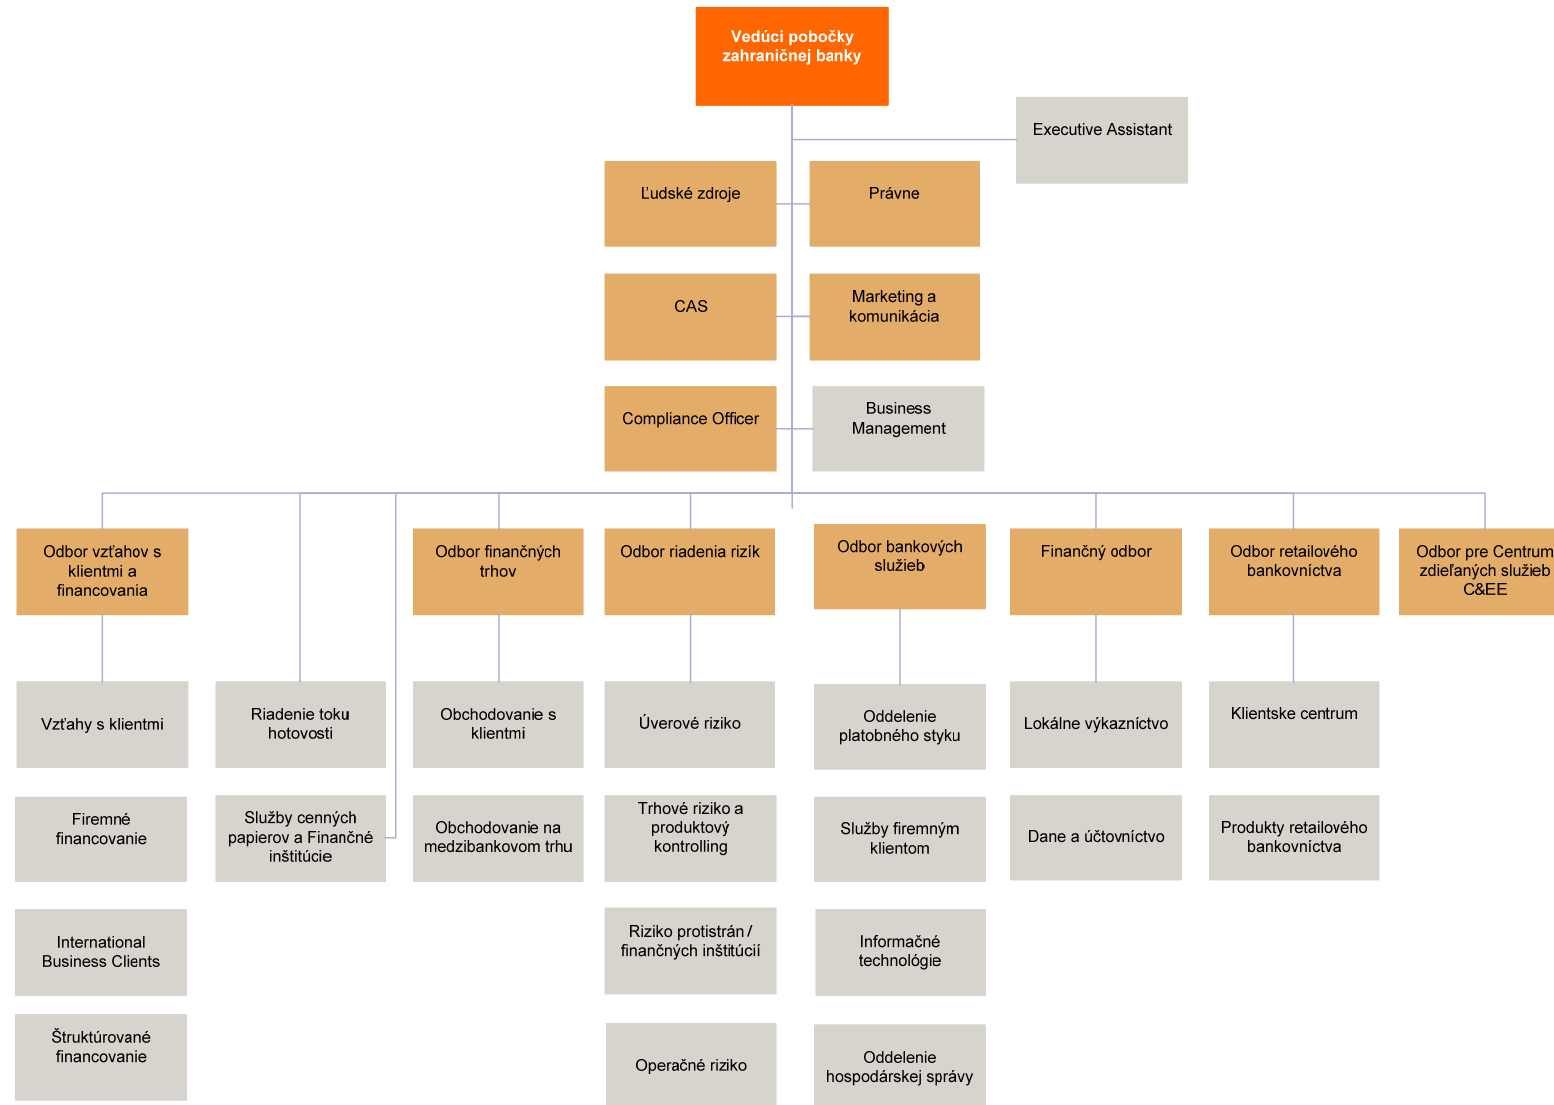 Vedúci pobočky
zahraničnej banky
Executive Assistant
Ľudské zdroje
Právne
CAS
Marketing a
komunikácia
Compliance Officer
Business
Management
Odbor vzťahov s
klientmi a
financovania
Odbor finančných
trhov
Odbor riadenia rizík
Odbor bankových
služieb
Finančný odbor
Odbor retailového
bankovníctva
Odbor pre Centrum
zdieľaných služieb
C&EE
Vzťahy s klientmi
Riadenie toku
hotovosti
Obchodovanie s
klientmi
Úverové riziko
Oddelenie
platobného styku
Lokálne výkazníctvo
Klientske centrum
Firemné
financovanie
Služby cenných
papierov a Finančné
inštitúcie
Obchodovanie na
medzibankovom trhu
Trhové riziko a
produktový
kontrolling
Služby firemným
klientom
Dane a účtovníctvo
Produkty retailového
bankovníctva
International
Business Clients
Riziko protistrán /
finančných inštitúcií
Informačné
technológie
Štruktúrované
financovanie
Operačné riziko
Oddelenie
hospodárskej správy